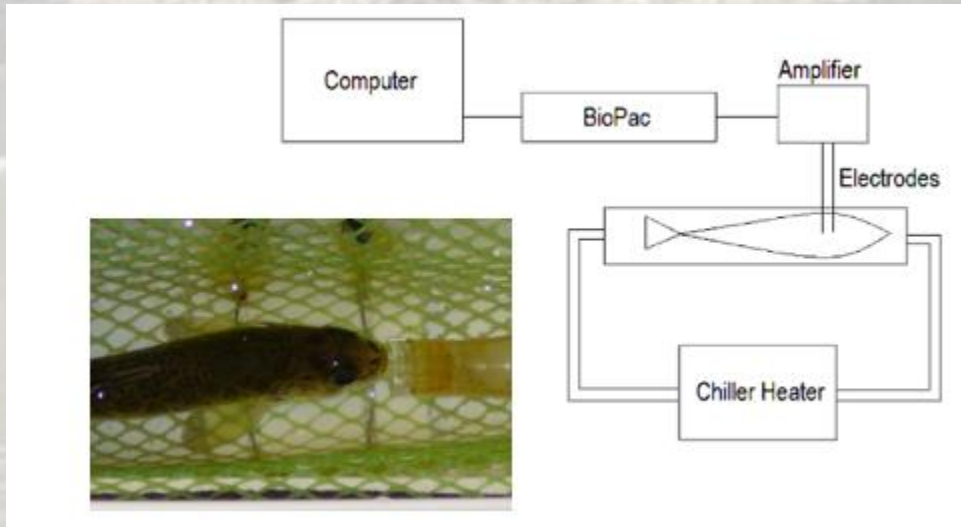 Computer
Amplifier
BioPac
Electrodes
Chiller Heater